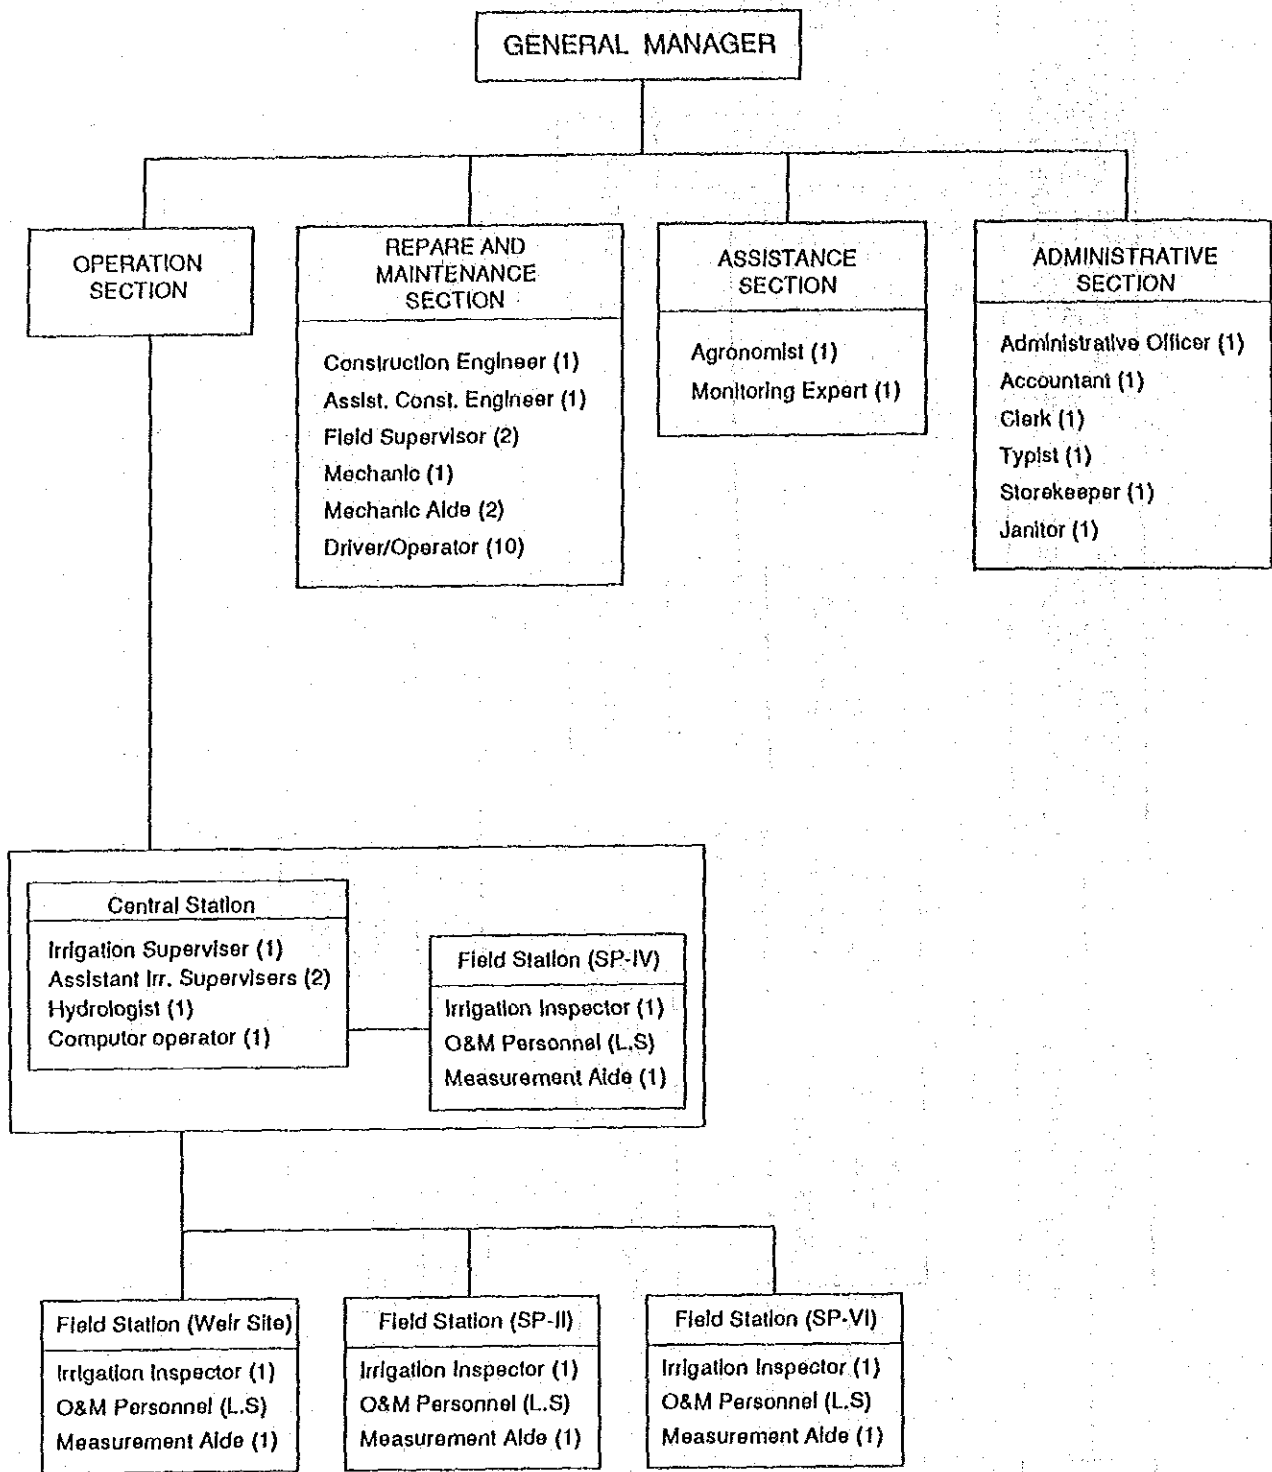 GENERAL MANAGER
OPERATION
SECTION
REPARE AND
MAINTENANCE
SECTION
Construction Engineer (1)
Assist. Const. Engineer (1)
Field Supervisor (2)
Mechanic (1)
Mechanic Aide (2)
Driver/Operator (10)
ASSISTANCE
SECTION
Agronomist (1)
Monitoring Expert (1)
ADMINISTRATIVE
SECTION
Administrative Officer (1)
Accountant (1)
Clerk (1)
Typist (1)
Storekeeper (1)
Janitor (1)
Central Station
Irrigation Superviser (1)
Assistant Irr. Supervisers (2)
Hydrologist (1)
Computor operator (1)
Field Station (SP-IV)
Irrigation Inspector (1)
O&M Personnel (L.S)
Measurement Aide (1)
Field Station (Weir Site)
Irrigation Inspector (1)
O&M Personnel (L.S)
Measurement Aide (1)
Field Station (SP-II)
Irrigation Inspector (1)
O&M Personnel (L.S)
Measurement Aide (1)
Field Station (SP-VI)
Irrigation Inspector (1)
O&M Personnel (L.S)
Measurement Aide (1)